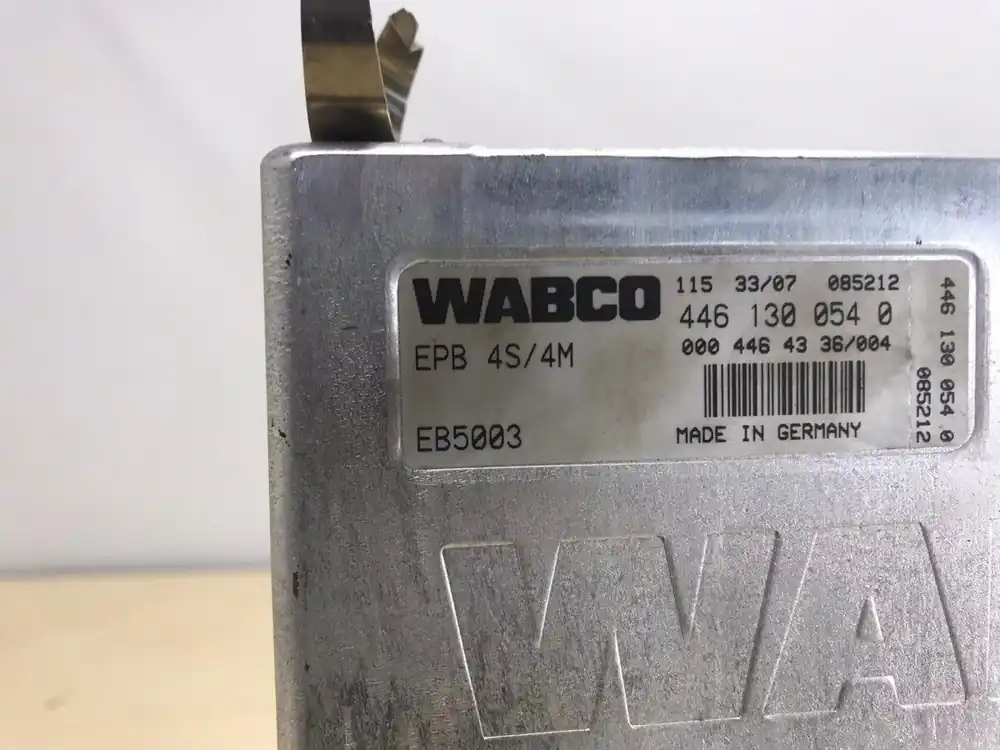 WABCO
115 33/07 085212
446 130 054 0
EPB 4S/4M
000 446 43 36/004
EB5003
MADE IN GERMANY
446 130 054 0
085212
WA